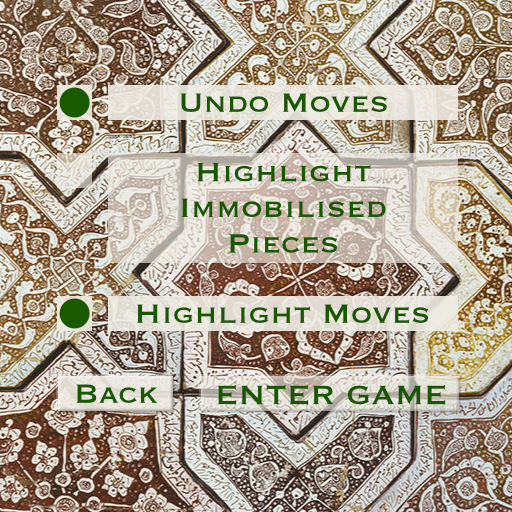 Undo Moves
Highlight
Immobilised
Pieces
Highlight Moves
Back
ENTER GAME